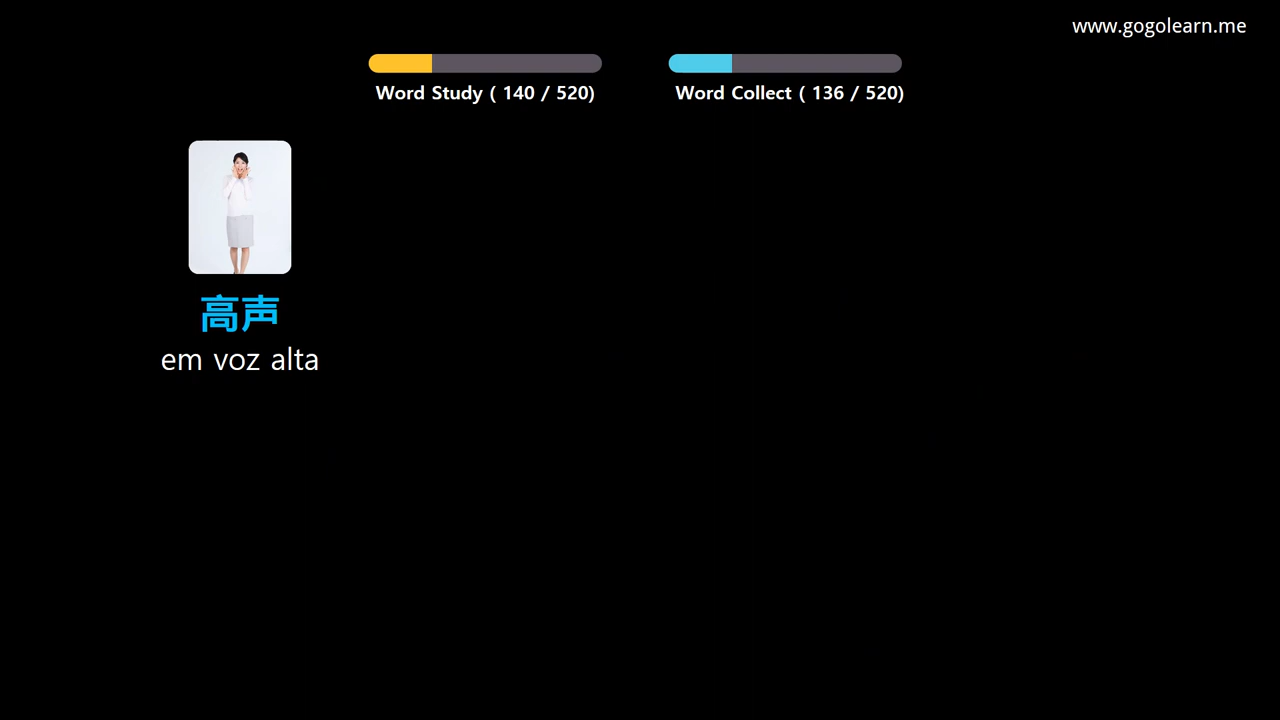 www.gogolearn.me
Word Study ( 140 / 520)
Word Collect ( 136 / 520)
高声
em voz alta